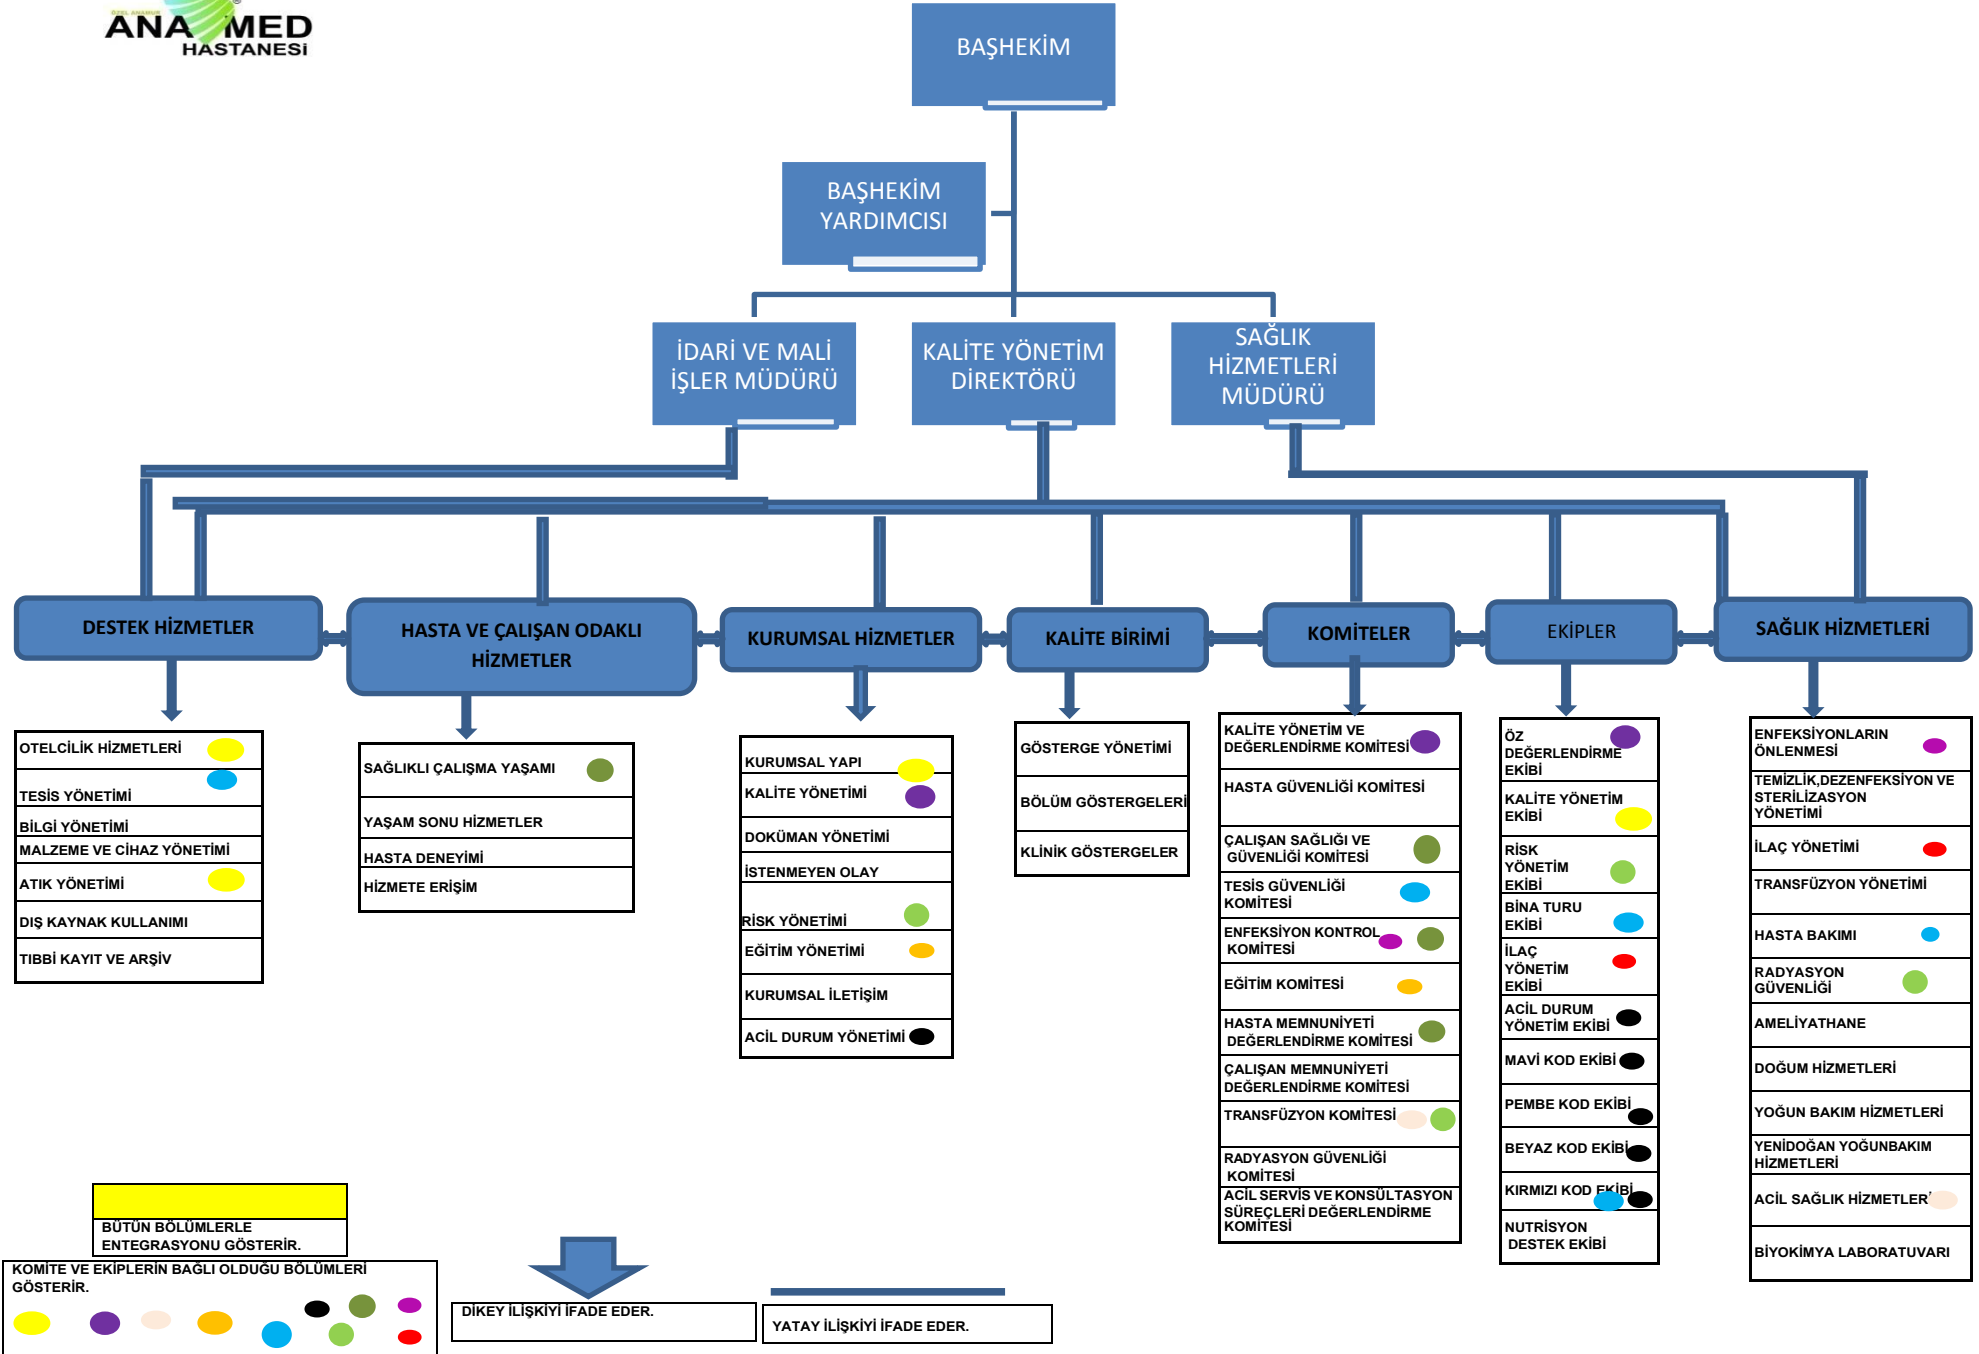 ÖZEL ANAMUR
ANAMED
®
HASTANESİ
BAŞHEKİM
BAŞHEKİM
YARDIMCISI
İDARİ VE MALİ
İŞLER MÜDÜRÜ
KALİTE YÖNETİM
DİREKTÖRÜ
SAĞLIK
HİZMETLERİ
MÜDÜRÜ
DESTEK HİZMETLER
HASTA VE ÇALIŞAN ODAKLI
HİZMETLER
KURUMSAL HİZMETLER
KALİTE BİRİMİ
KOMİTELER
EKİPLER
SAĞLIK HİZMETLERİ
OTELCİLİK HİZMETLERİ
TESİS YÖNETİMİ
BİLGİ YÖNETİMİ
MALZEME VE CİHAZ YÖNETİMİ
ATIK YÖNETİMİ
DIŞ KAYNAK KULLANIMI
TIBBİ KAYIT VE ARŞİV
SAĞLIKLI ÇALIŞMA YAŞAMI
YAŞAM SONU HİZMETLER
HASTA DENEYİMİ
HİZMETE ERİŞİM
KURUMSAL YAPI
KALİTE YÖNETİMİ
DOKÜMAN YÖNETİMİ
İSTENMEYEN OLAY
RİSK YÖNETİMİ
EĞİTİM YÖNETİMİ
KURUMSAL İLETİŞİM
ACİL DURUM YÖNETİMİ
GÖSTERGE YÖNETİMİ
BÖLÜM GÖSTERGELERİ
KLİNİK GÖSTERGELER
KALİTE YÖNETİM VE
DEĞERLENDİRME KOMİTESİ
HASTA GÜVENLİĞİ KOMİTESİ
ÇALIŞAN SAĞLIĞI VE
GÜVENLİĞİ KOMİTESİ
TESİS GÜVENLİĞİ
KOMİTESİ
ENFEKSİYON KONTROL
KOMİTESİ
EĞİTİM KOMİTESİ
HASTA MEMNUNİYETİ
DEĞERLENDİRME KOMİTESİ
ÇALIŞAN MEMNUNİYETİ
DEĞERLENDİRME KOMİTESİ
TRANSFÜZYON KOMİTESİ
RADYASYON GÜVENLİĞİ
KOMİTESİ
ACİL SERVİS VE KONSÜLTASYON
SÜREÇLERİ DEĞERLENDİRME
KOMİTESİ
ÖZ
DEĞERLENDİRME
EKİBİ
KALİTE YÖNETİM
EKİBİ
RİSK
YÖNETİM
EKİBİ
BİNA TURU
EKİBİ
İLAÇ
YÖNETİM
EKİBİ
ACİL DURUM
YÖNETİM EKİBİ
MAVİ KOD EKİBİ
PEMBE KOD EKİBİ
BEYAZ KOD EKİBİ
KIRMIZI KOD EKİBİ
NUTRİSYON
DESTEK EKİBİ
ENFEKSİYONLARIN
ÖNLENMESİ
TEMİZLİK,DEZENFEKSİYON VE
STERİLİZASYON
YÖNETİMİ
İLAÇ YÖNETİMİ
TRANSFÜZYON YÖNETİMİ
HASTA BAKIMI
RADYASYON
GÜVENLİĞİ
AMELİYATHANE
DOĞUM HİZMETLERİ
YOĞUN BAKIM HİZMETLERİ
YENİDOĞAN YOĞUNBAKIM
HİZMETLERİ
ACİL SAĞLIK HİZMETLERİ
BİYOKİMYA LABORATUVARI
BÜTÜN BÖLÜMLERLE
ENTEGRASYONU GÖSTERİR.
KOMİTE VE EKİPLERİN BAĞLI OLDUĞU BÖLÜMLERİ
GÖSTERİR.
DİKEY İLİŞKİYİ İFADE EDER.
YATAY İLİŞKİYİ İFADE EDER.